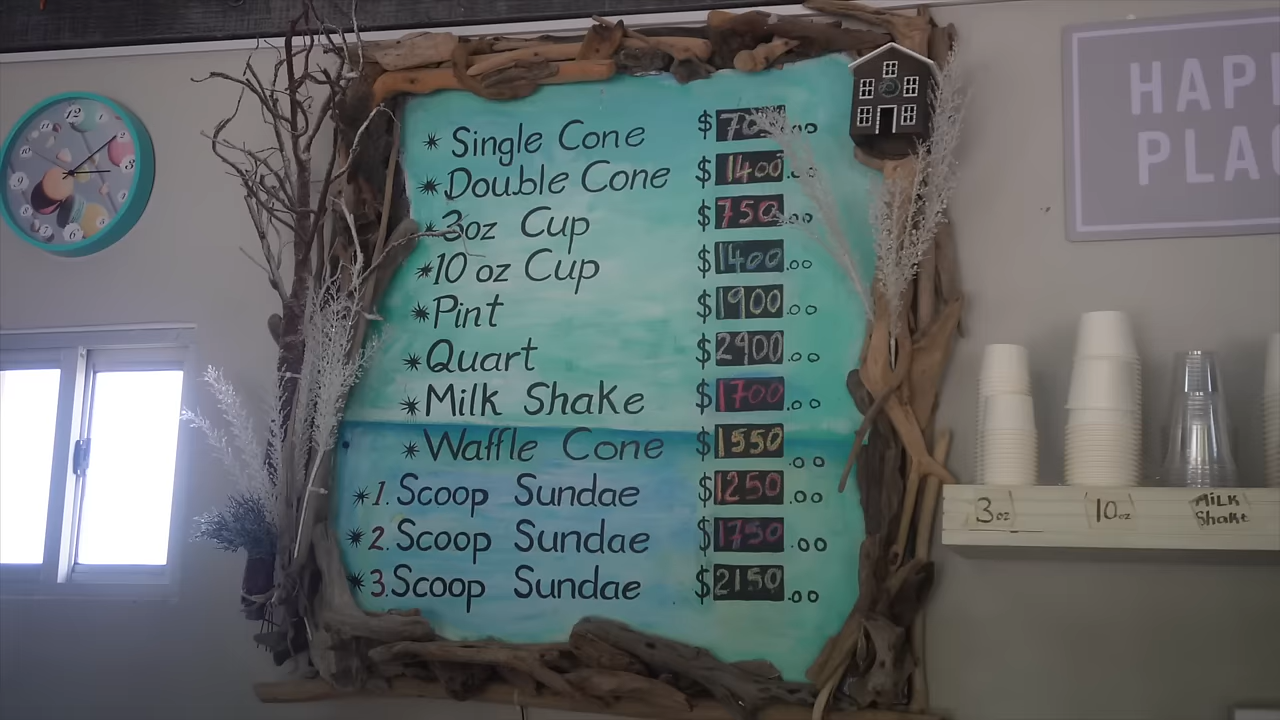 * Single Cone $700.00
* Double Cone $1400.00
* 3oz Cup $750.00
* 10 oz Cup $1400.00
* Pint $1900.00
* Quart $2900.00
* Milk Shake $1700.00
* Waffle Cone $1550.00
* 1. Scoop Sundae $1250.00
* 2. Scoop Sundae $1750.00
* 3. Scoop Sundae $2150.00
3oz
10oz
Milk
Shake